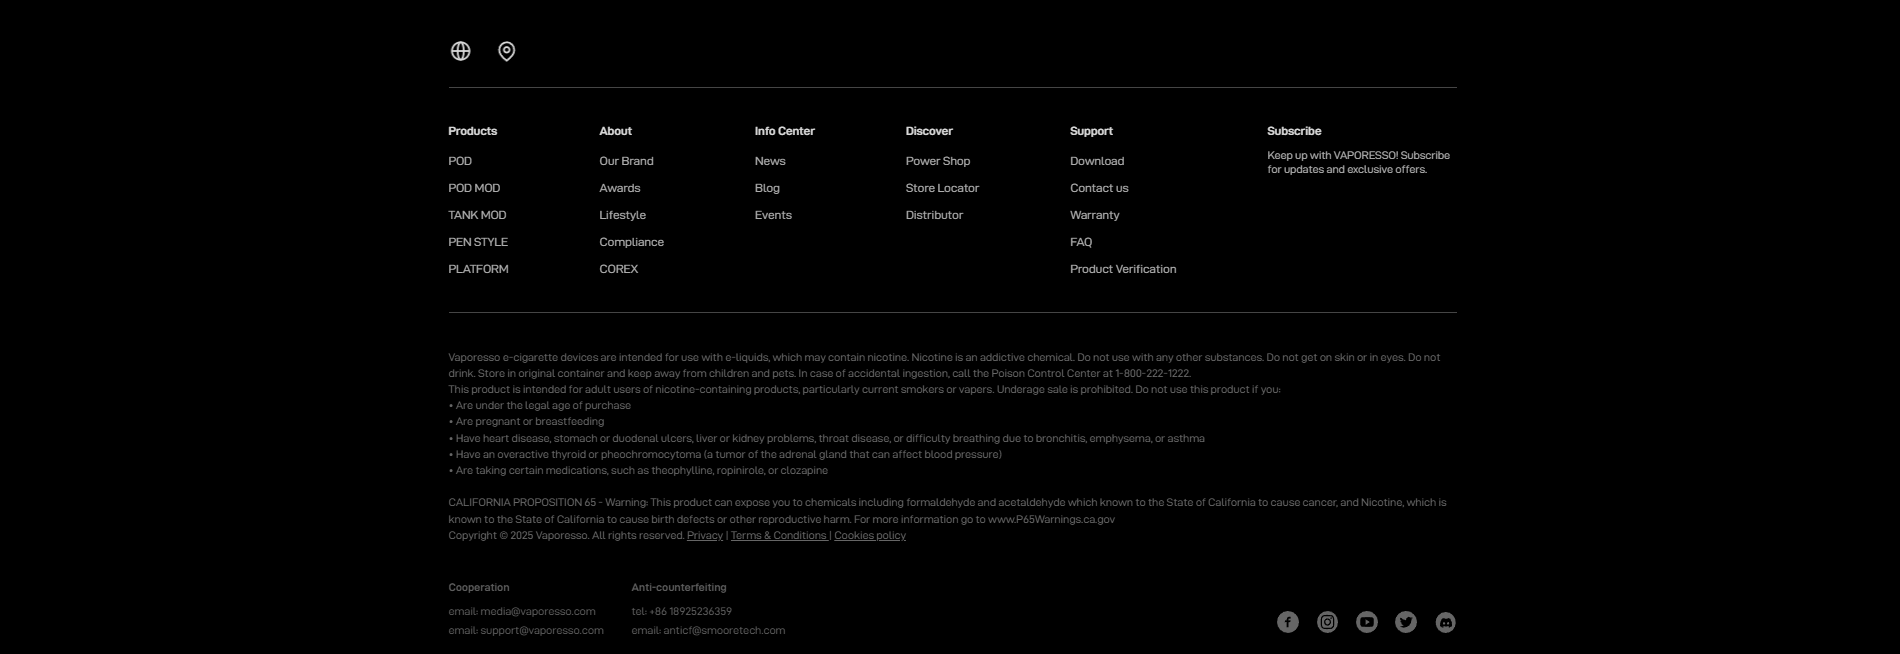 Products
POD
POD MOD
TANK MOD
PEN STYLE
PLATFORM
About
Our Brand
Awards
Lifestyle
Compliance
COREX
Info Center
News
Blog
Events
Discover
Power Shop
Store Locator
Distributor
Support
Download
Contact us
Warranty
FAQ
Product Verification
Subscribe
Keep up with VAPORESSO! Subscribe
for updates and exclusive offers.
Vaporesso e-cigarette devices are intended for use with e-liquids, which may contain nicotine. Nicotine is an addictive chemical. Do not use with any other substances. Do not get on skin or in eyes. Do not
drink. Store in original container and keep away from children and pets. In case of accidental ingestion, call the Poison Control Center at 1-800-222-1222.
This product is intended for adult users of nicotine-containing products, particularly current smokers or vapers. Underage sale is prohibited. Do not use this product if you:
• Are under the legal age of purchase
• Are pregnant or breastfeeding
• Have heart disease, stomach or duodenal ulcers, liver or kidney problems, throat disease, or difficulty breathing due to bronchitis, emphysema, or asthma
• Have an overactive thyroid or pheochromocytoma (a tumor of the adrenal gland that can affect blood pressure)
• Are taking certain medications, such as theophylline, ropinirole, or clozapine
CALIFORNIA PROPOSITION 65 - Warning: This product can expose you to chemicals including formaldehyde and acetaldehyde which known to the State of California to cause cancer, and Nicotine, which is
known to the State of California to cause birth defects or other reproductive harm. For more information go to www.P65Warnings.ca.gov
Copyright © 2025 Vaporesso. All rights reserved. Privacy | Terms & Conditions | Cookies policy
Cooperation
email: media@vaporesso.com
email: support@vaporesso.com
Anti-counterfeiting
tel: +86 18925236359
email: anticf@smooretech.com